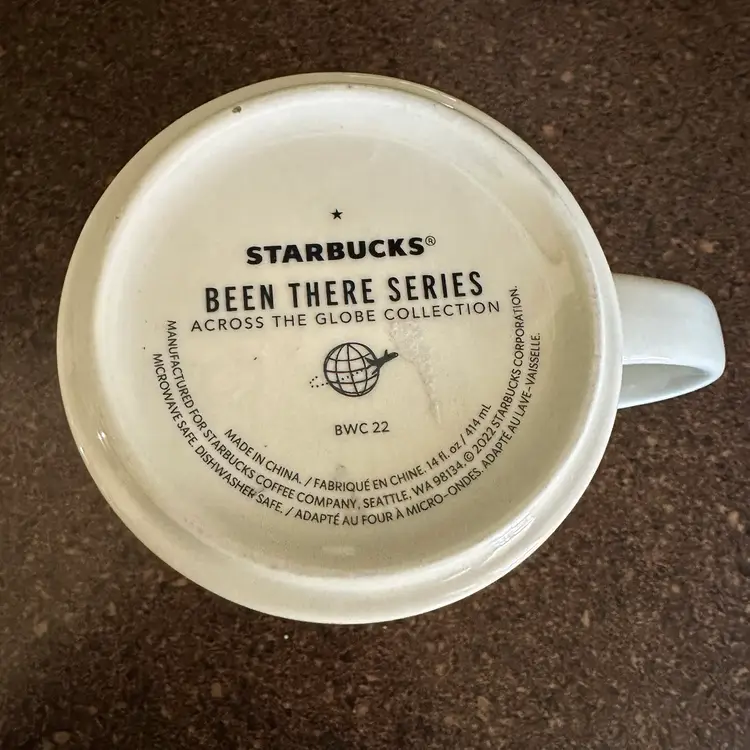 STARBUCKS®
BEEN THERE SERIES
ACROSS THE GLOBE COLLECTION
BWC 22
MADE IN CHINA. / FABRIQUÉ EN CHINE. 14 fl. oz / 414 mL
MANUFACTURED FOR STARBUCKS COFFEE COMPANY, SEATTLE, WA 98134. © 2022 STARBUCKS CORPORATION.
MICROWAVE SAFE. DISHWASHER SAFE. / ADAPTÉ AU FOUR À MICRO-ONDES. ADAPTÉ AU LAVE-VAISSELLE.